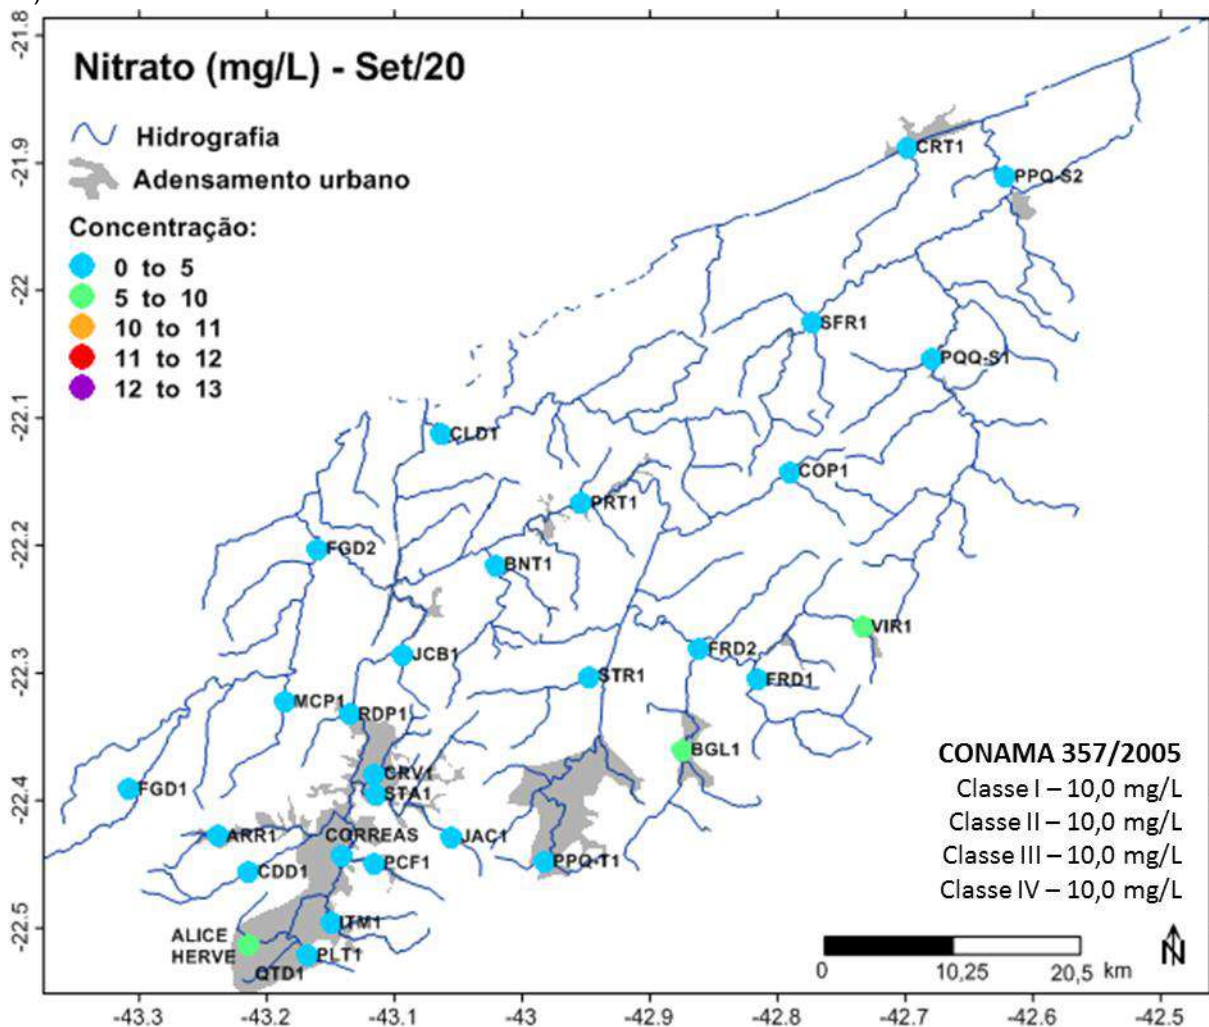 Nitrato (mg/L) - Set/20
Hidrografia
Adensamento urbano
Concentração:
0 to 5
5 to 10
10 to 11
11 to 12
12 to 13
CRT1
PPQ-S2
SFR1
PQQ-S1
CLD1
COP1
PRT1
FGD2
BNT1
VIR1
JCB1
FRD2
STR1
FRD1
MCP1
RDP1
BGL1
CRV1
FGD1
STA1
ARR1
CORREAS
JAC1
CDD1
PCF1
PPQ-T1
ITM1
ALICE
HERVE
PLT1
QTD1
CONAMA 357/2005
Classe I – 10,0 mg/L
Classe II – 10,0 mg/L
Classe III – 10,0 mg/L
Classe IV – 10,0 mg/L
N
0 10,25 20,5 km
-21.8
-21.9
-22
-22.1
-22.2
-22.3
-22.4
-22.5
-43.3 -43.2 -43.1 -43 -42.9 -42.8 -42.7 -42.6 -42.5